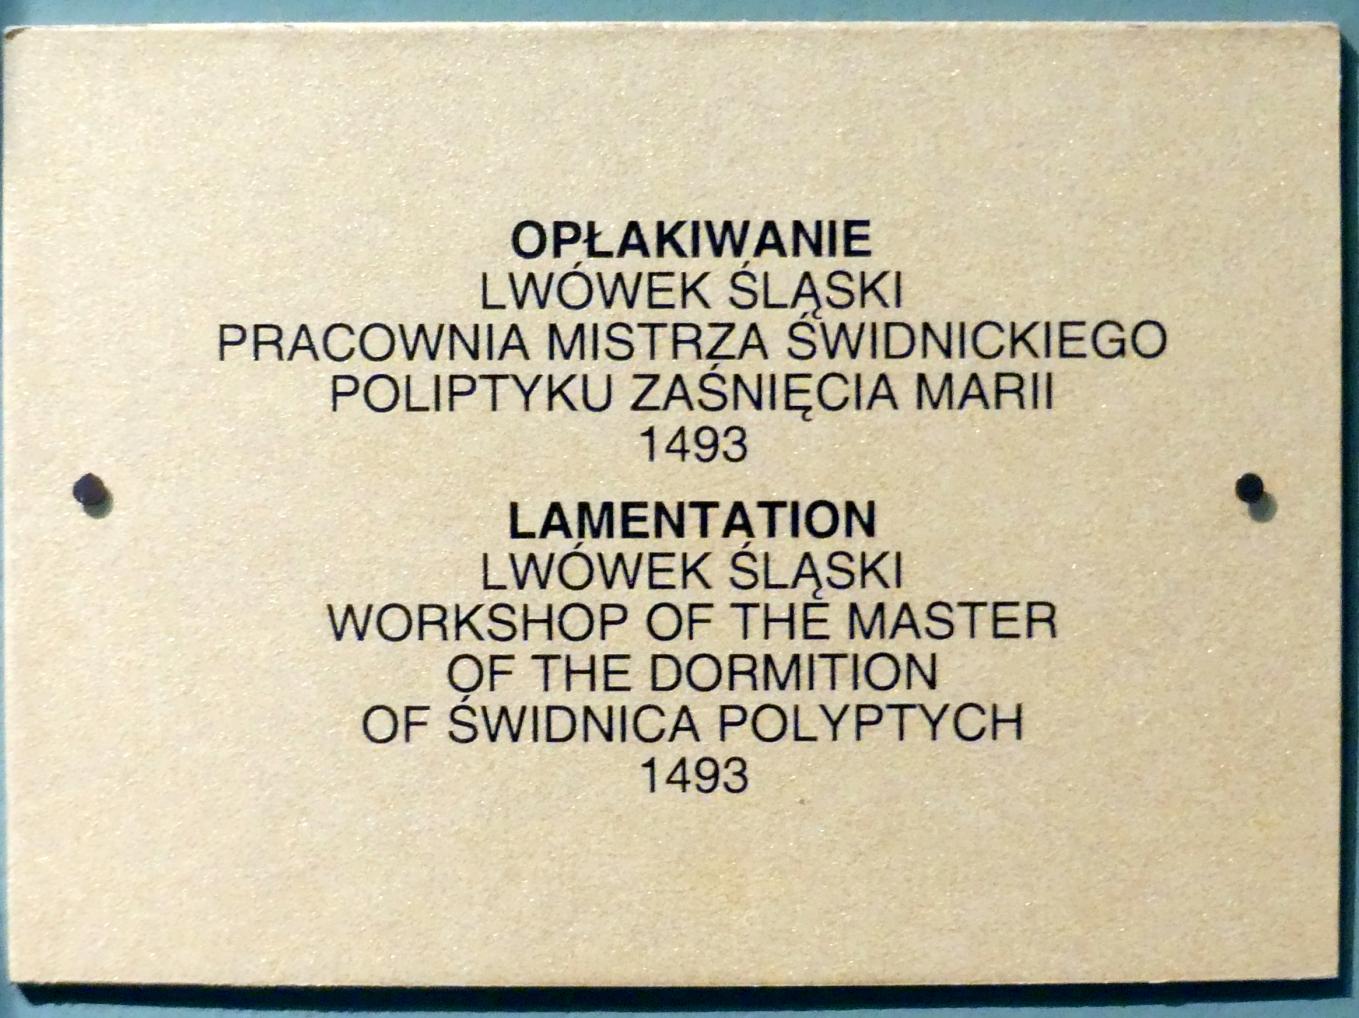 OPŁAKIWANIE
LWÓWEK ŚLĄSKI
PRACOWNIA MISTRZA ŚWIDNICKIEGO
POLIPTYKU ZAŚNIĘCIA MARII
1493
LAMENTATION
LWÓWEK ŚLĄSKI
WORKSHOP OF THE MASTER
OF THE DORMITION
OF ŚWIDNICA POLYPTYCH
1493